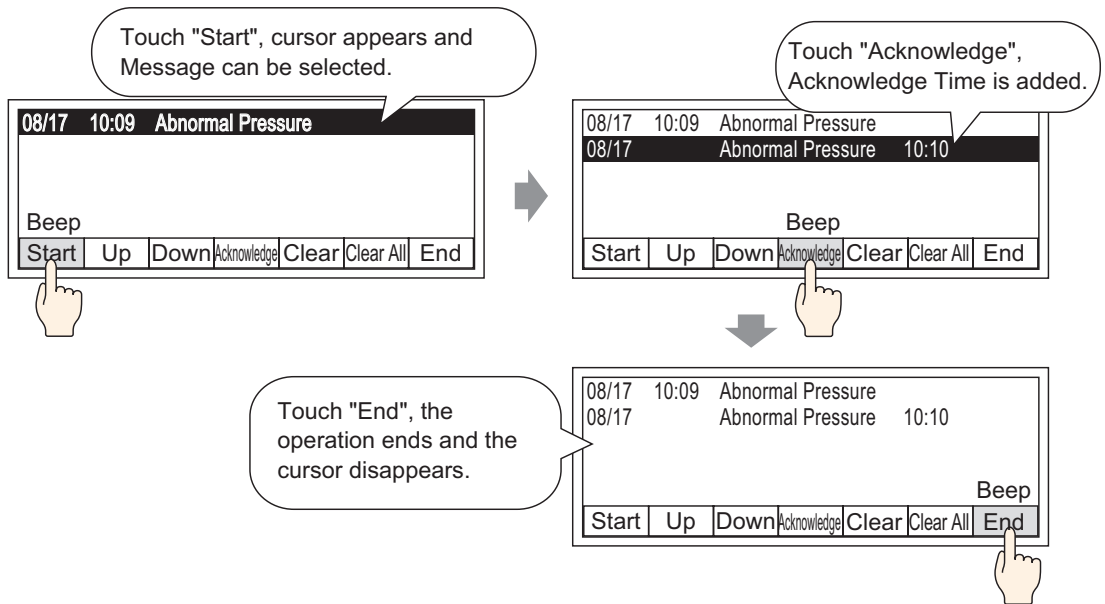 Touch "Start", cursor appears and
Message can be selected.
08/17 10:09 Abnormal Pressure
Beep
Start Up Down Acknowledge Clear Clear All End
Touch "Acknowledge",
Acknowledge Time is added.
08/17 10:09 Abnormal Pressure
08/17 Abnormal Pressure 10:10
Beep
Start Up Down Acknowledge Clear Clear All End
Touch "End", the
operation ends and the
cursor disappears.
08/17 10:09 Abnormal Pressure
08/17 Abnormal Pressure 10:10
Beep
Start Up Down Acknowledge Clear Clear All End